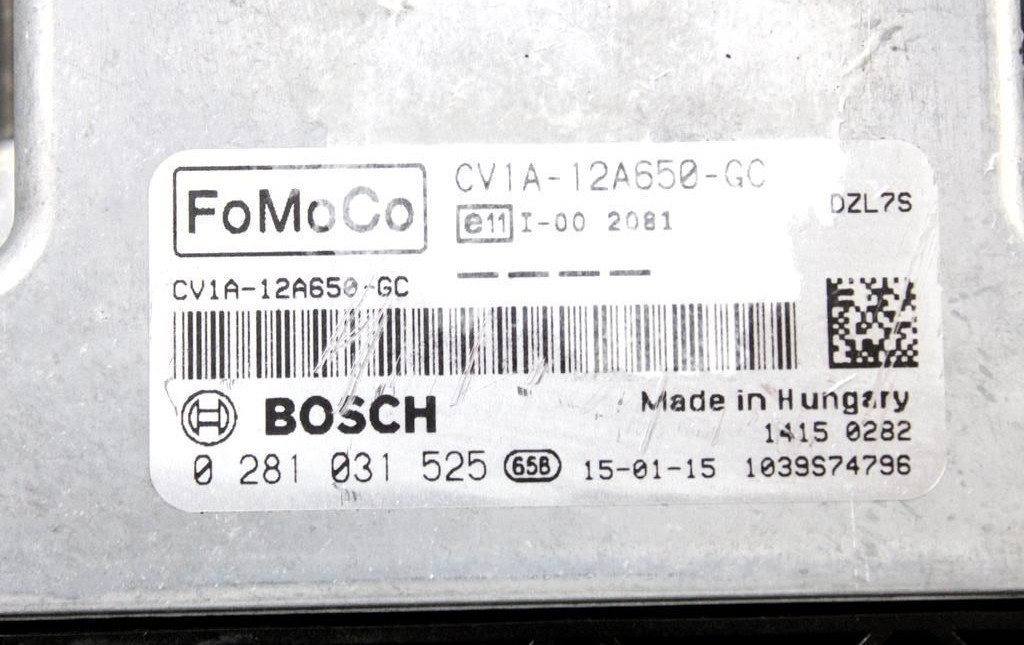 FoMoCo
CV1A-12A650-GC
e11 I-00 2081
DZL7S
CV1A-12A650-GC
BOSCH
Made in Hungary
1415 0282
0 281 031 525 65B 15-01-15 1039S74796